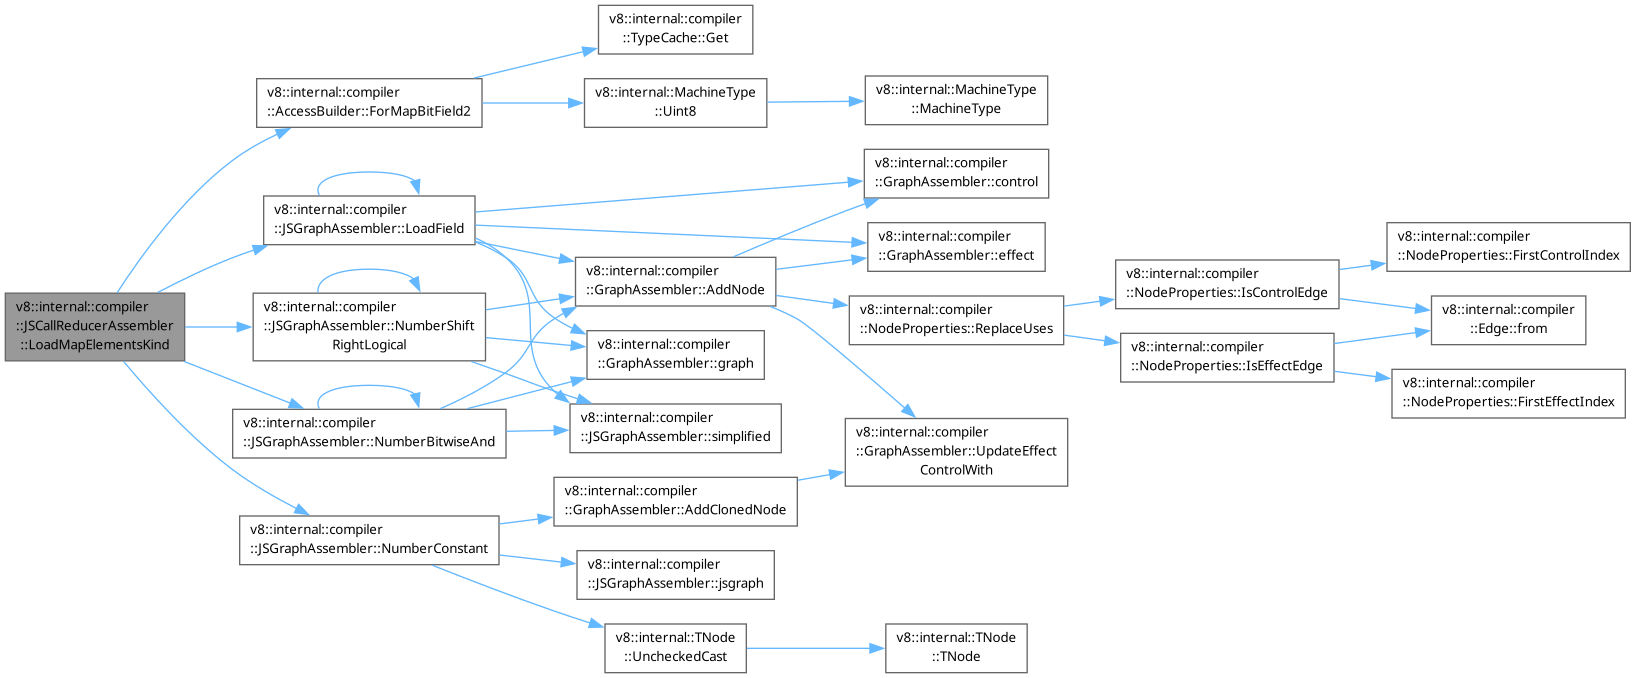 v8::internal::compiler
::JSCallReducerAssembler
::LoadMapElementsKind
v8::internal::compiler
::AccessBuilder::ForMapBitField2
v8::internal::compiler
::TypeCache::Get
v8::internal::MachineType
::Uint8
v8::internal::MachineType
::MachineType
v8::internal::compiler
::JSGraphAssembler::LoadField
v8::internal::compiler
::GraphAssembler::control
v8::internal::compiler
::GraphAssembler::effect
v8::internal::compiler
::GraphAssembler::AddNode
v8::internal::compiler
::NodeProperties::ReplaceUses
v8::internal::compiler
::NodeProperties::IsControlEdge
v8::internal::compiler
::NodeProperties::FirstControlIndex
v8::internal::compiler
::Edge::from
v8::internal::compiler
::NodeProperties::IsEffectEdge
v8::internal::compiler
::NodeProperties::FirstEffectIndex
v8::internal::compiler
::GraphAssembler::UpdateEffect
ControlWith
v8::internal::compiler
::GraphAssembler::graph
v8::internal::compiler
::JSGraphAssembler::simplified
v8::internal::compiler
::JSGraphAssembler::NumberShift
RightLogical
v8::internal::compiler
::JSGraphAssembler::NumberBitwiseAnd
v8::internal::compiler
::JSGraphAssembler::NumberConstant
v8::internal::compiler
::GraphAssembler::AddClonedNode
v8::internal::compiler
::JSGraphAssembler::jsgraph
v8::internal::TNode
::UncheckedCast
v8::internal::TNode
::TNode